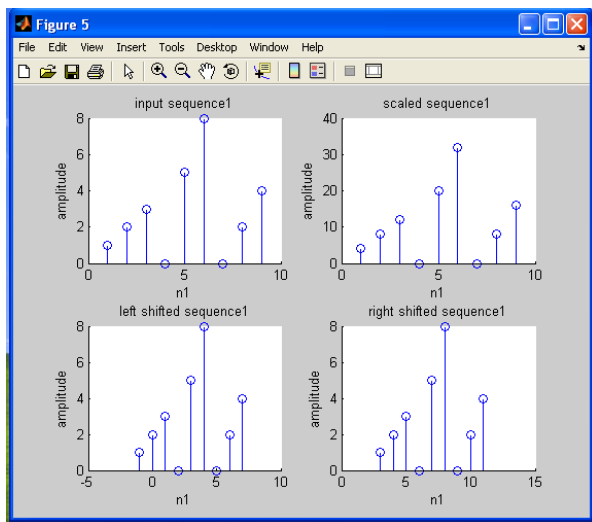 Figure 5
File Edit View Insert Tools Desktop Window Help
input sequence1
8
6
4
2
0
amplitude
0 5 10
n1
scaled sequence1
40
30
20
10
0
amplitude
0 5 10
n1
left shifted sequence1
8
6
4
2
0
amplitude
-5 0 5 10
n1
right shifted sequence1
8
6
4
2
0
amplitude
0 5 10 15
n1